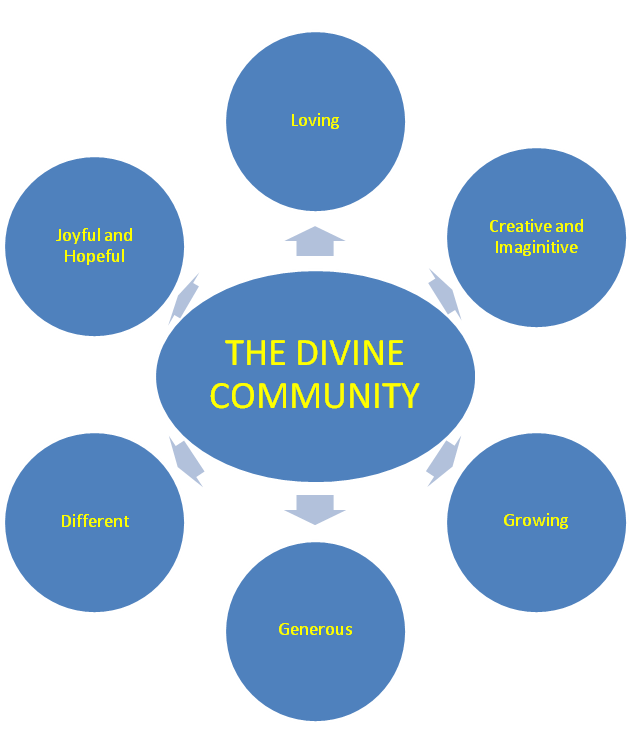 Loving
Joyful and
Hopeful
Creative and
Imaginitive
THE DIVINE
COMMUNITY
Different
Growing
Generous